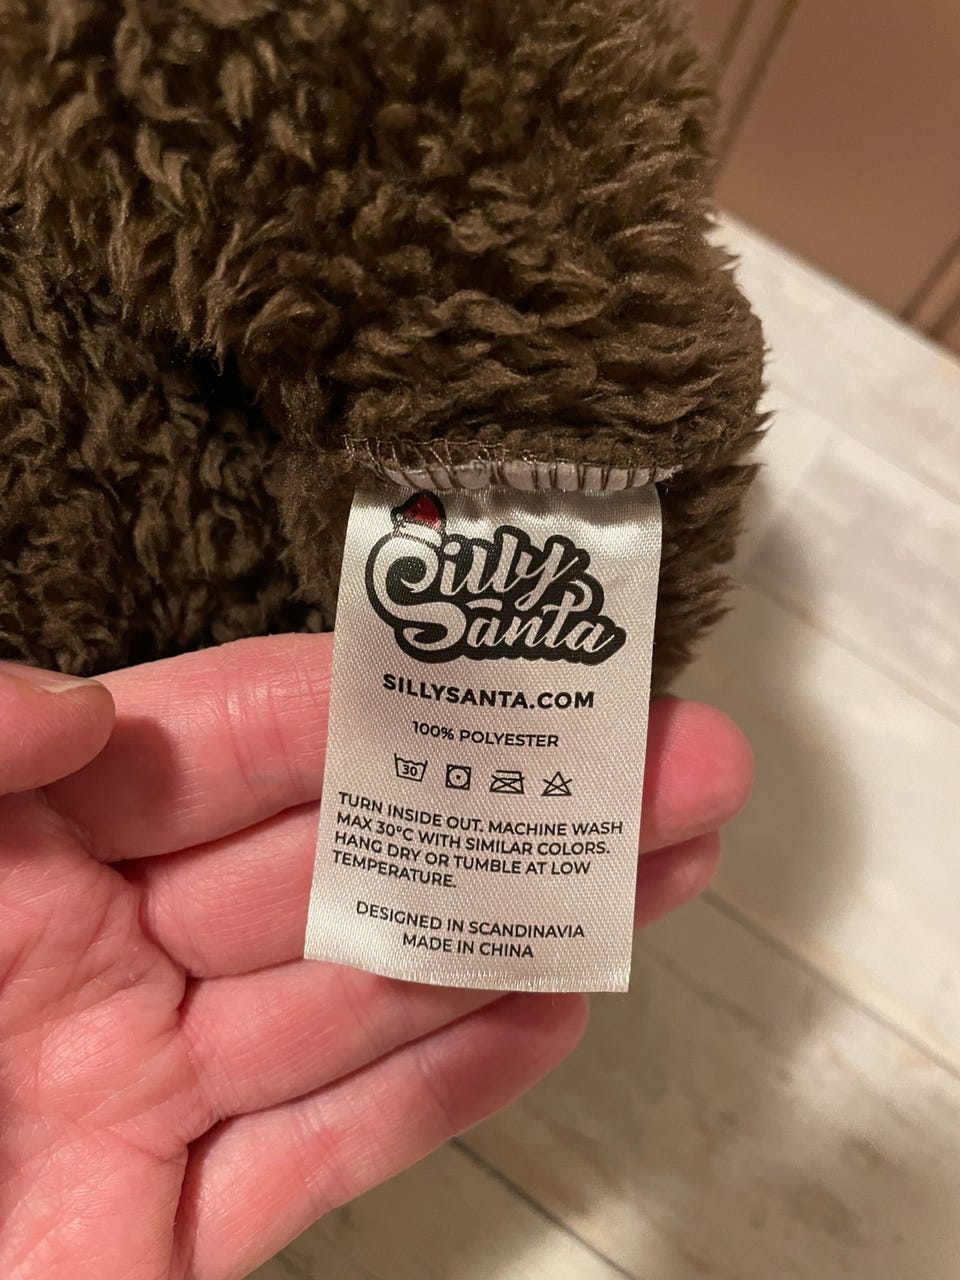 Silly
Santa
SILLYSANTA.COM
100% POLYESTER
30
TURN INSIDE OUT. MACHINE WASH
MAX 30°C WITH SIMILAR COLORS.
HANG DRY OR TUMBLE AT LOW
TEMPERATURE.
DESIGNED IN SCANDINAVIA
MADE IN CHINA